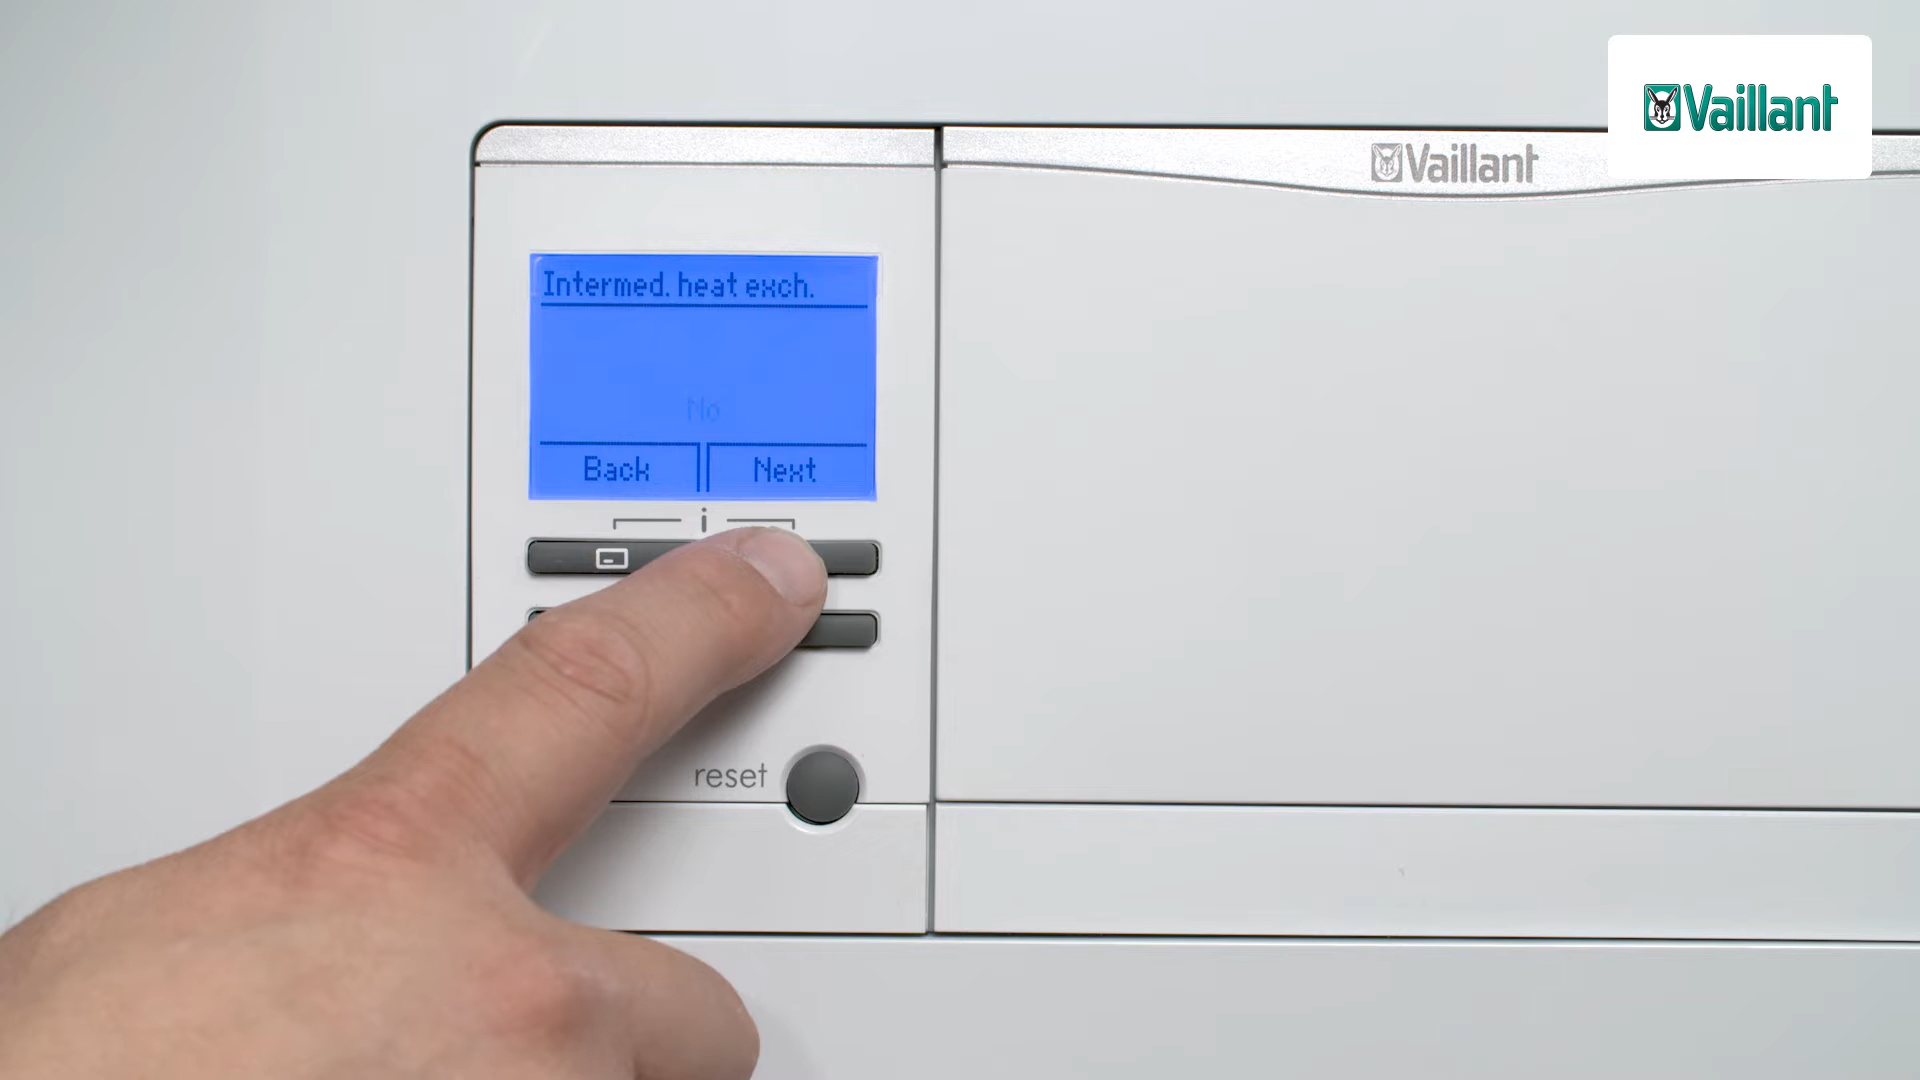 Vaillant
Vaillant
Intermed. heat exch.
No
Back
Next
i
reset